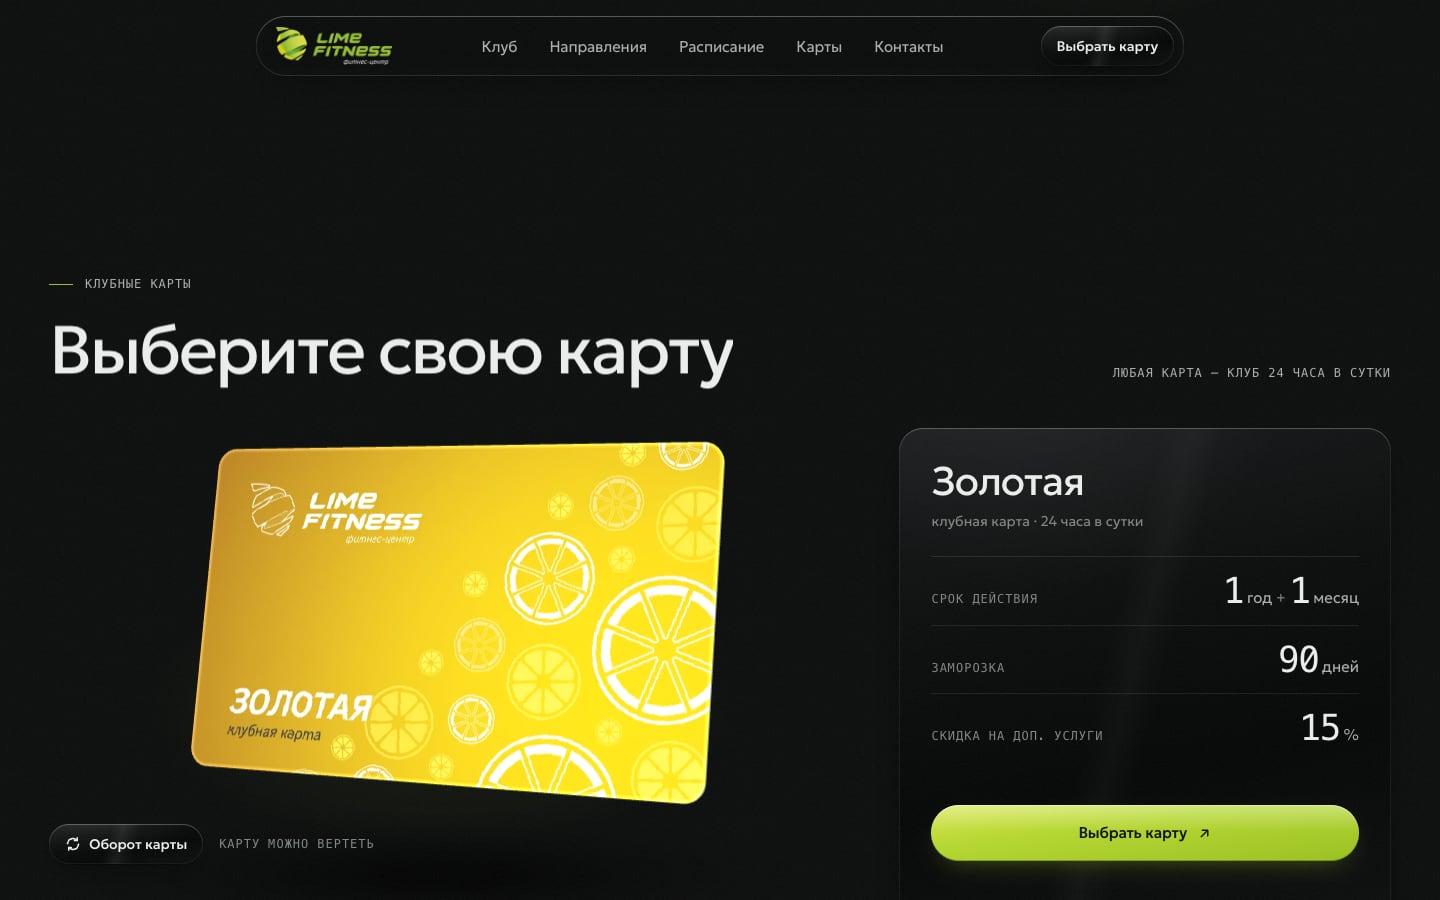 LIME
FITNESS
фитнес-центр
Клуб
Направления
Расписание
Карты
Контакты
Выбрать карту
КЛУБНЫЕ КАРТЫ
Выберите свою карту
ЛЮБАЯ КАРТА — КЛУБ 24 ЧАСА В СУТКИ
LIME
FITNESS
фитнес-центр
ЗОЛОТАЯ
клубная карта
Оборот карты
КАРТУ МОЖНО ВЕРТЕТЬ
Золотая
клубная карта · 24 часа в сутки
СРОК ДЕЙСТВИЯ
1 год + 1 месяц
ЗАМОРОЗКА
90 дней
СКИДКА НА ДОП. УСЛУГИ
15 %
Выбрать карту